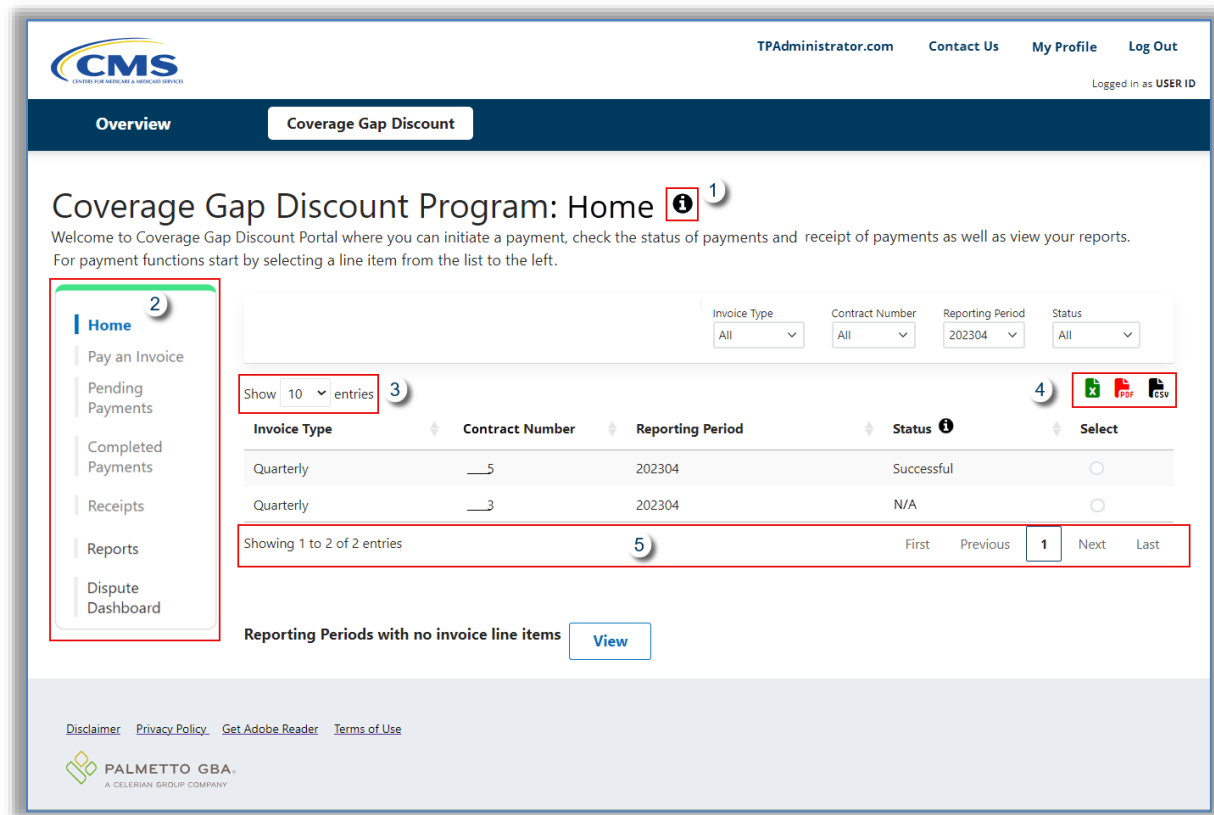 CMS
CENTERS FOR MEDICARE & MEDICAID SERVICES
TPAdministrator.com Contact Us My Profile Log Out
Logged in as USER ID
Overview Coverage Gap Discount
Coverage Gap Discount Program: Home 1
Welcome to Coverage Gap Discount Portal where you can initiate a payment, check the status of payments and receipt of payments as well as view your reports.
For payment functions start by selecting a line item from the list to the left.
2
Home
Pay an Invoice
Pending
Payments
Completed
Payments
Receipts
Reports
Dispute
Dashboard
Invoice Type Contract Number Reporting Period Status
All All 202304 All
Show 10 entries 3 4 X PDF CSV
Invoice Type Contract Number Reporting Period Status Select
Quarterly __5 202304 Successful
Quarterly __3 202304 N/A
Showing 1 to 2 of 2 entries 5 First Previous 1 Next Last
Reporting Periods with no invoice line items View
Disclaimer Privacy Policy Get Adobe Reader Terms of Use
PALMETTO GBA.
A CELERIAN GROUP COMPANY